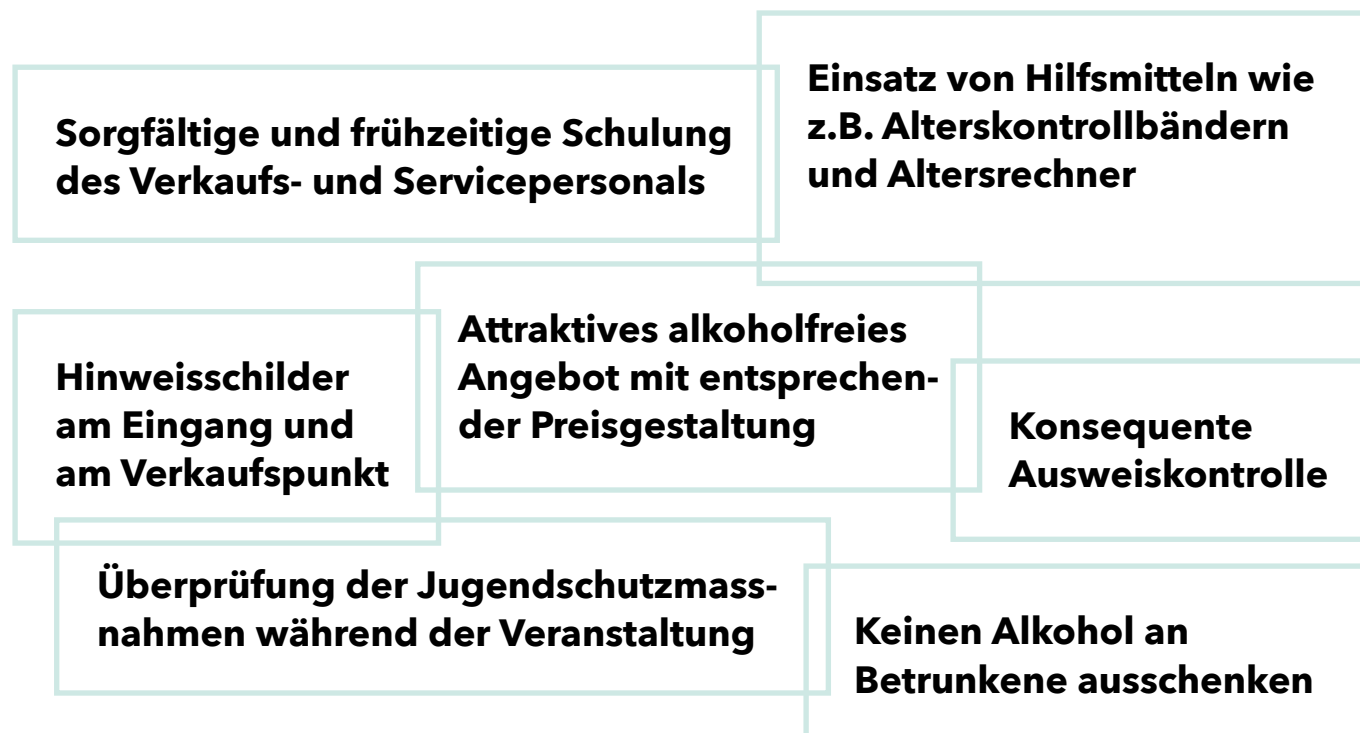 Sorgfältige und frühzeitige Schulung
des Verkaufs- und Servicepersonals
Einsatz von Hilfsmitteln wie
z.B. Alterskontrollbändern
und Altersrechner
Hinweisschilder
am Eingang und
am Verkaufspunkt
Attraktives alkoholfreies
Angebot mit entsprechen-
der Preisgestaltung
Konsequente
Ausweiskontrolle
Überprüfung der Jugendschutzmass-
nahmen während der Veranstaltung
Keinen Alkohol an
Betrunkene ausschenken